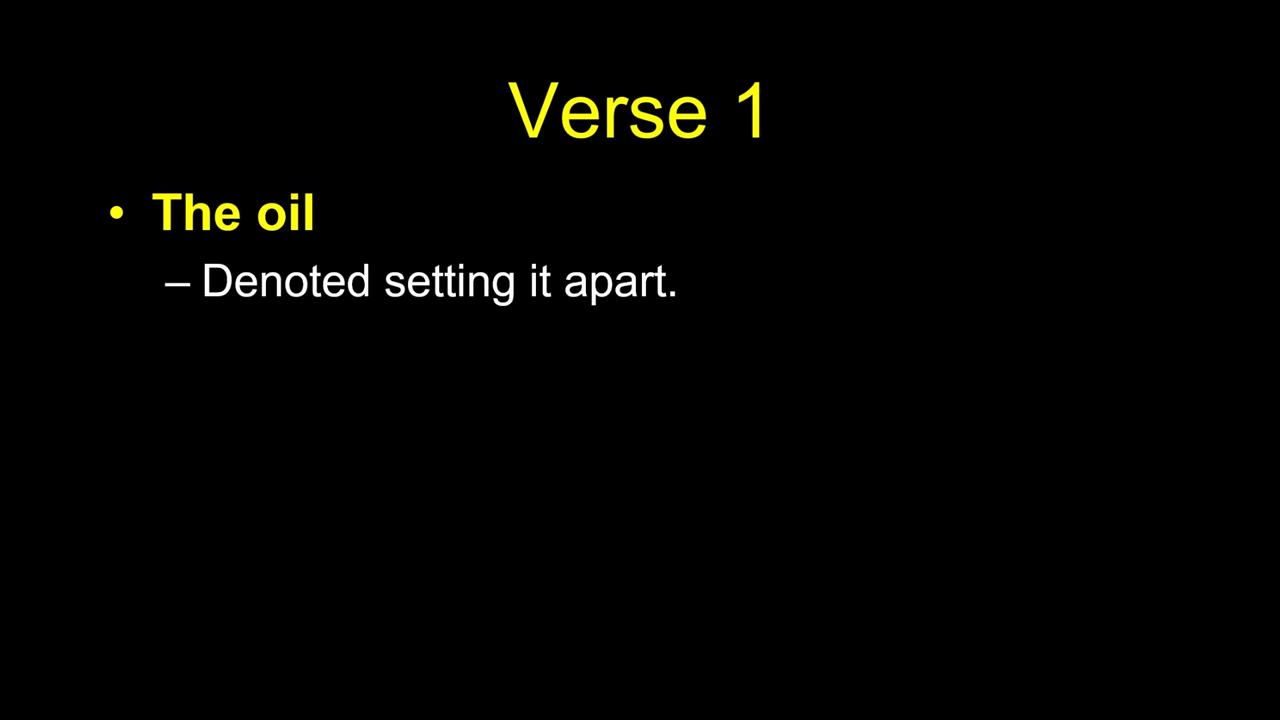 Verse 1
• The oil
– Denoted setting it apart.